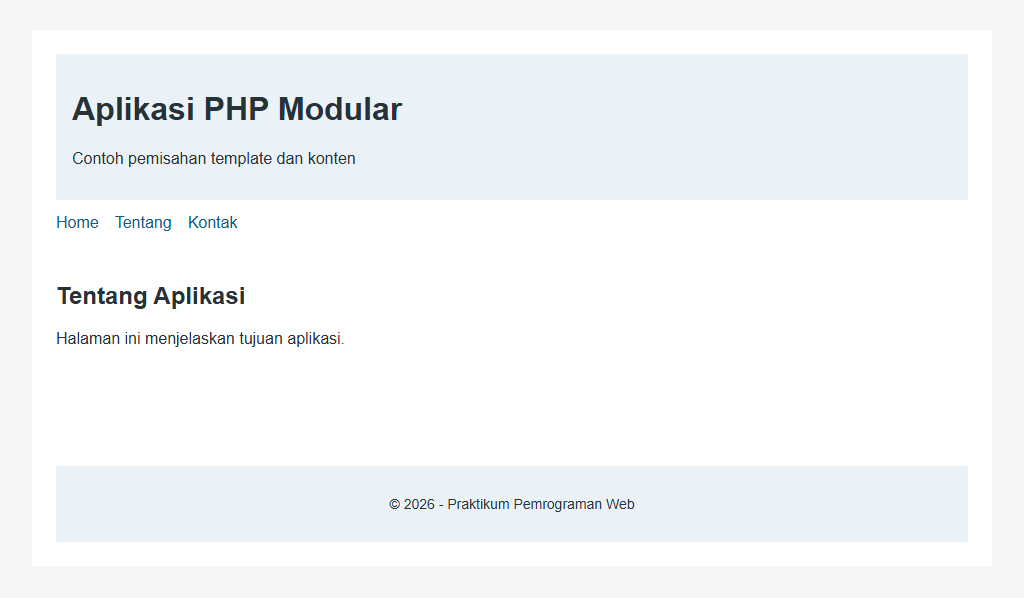 Aplikasi PHP Modular
Contoh pemisahan template dan konten
Home Tentang Kontak
Tentang Aplikasi
Halaman ini menjelaskan tujuan aplikasi.
© 2026 - Praktikum Pemrograman Web